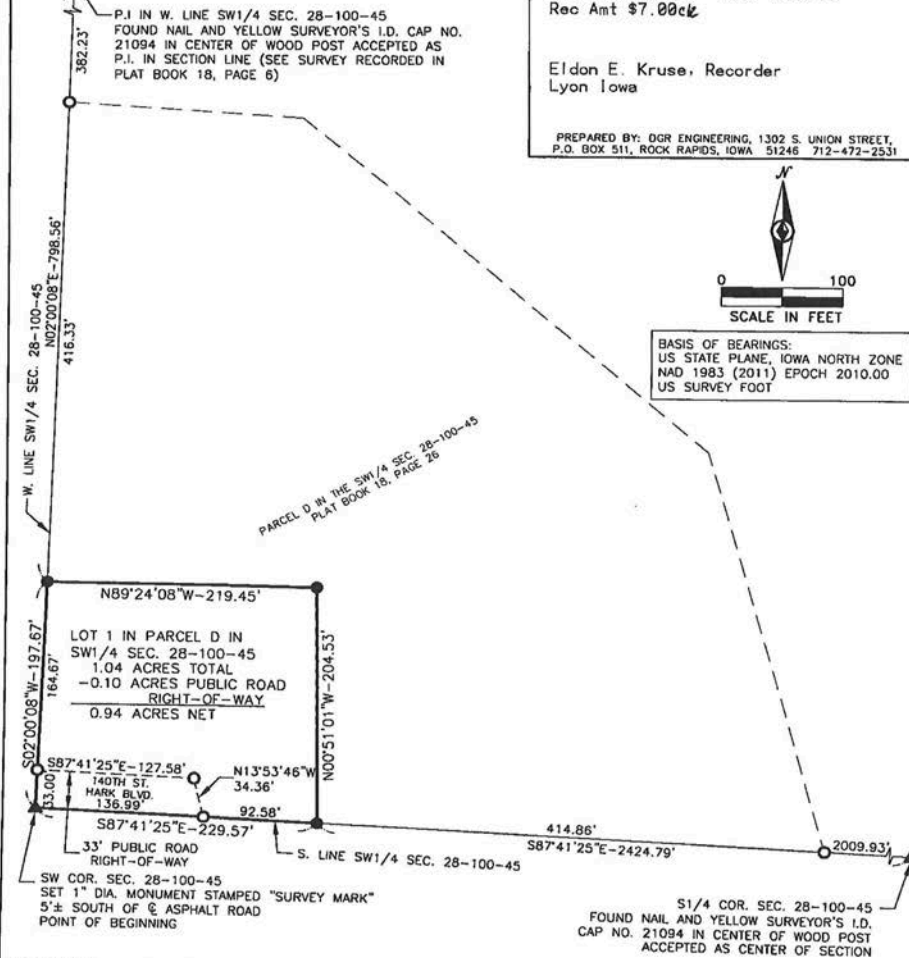 P.I IN W. LINE SW1/4 SEC. 28-100-45
FOUND NAIL AND YELLOW SURVEYOR'S I.D. CAP NO.
21094 IN CENTER OF WOOD POST ACCEPTED AS
P.I. IN SECTION LINE (SEE SURVEY RECORDED IN
PLAT BOOK 18, PAGE 6)
382.23'
Rec Amt $7.00ck
Eldon E. Kruse, Recorder
Lyon Iowa
PREPARED BY: DGR ENGINEERING, 1302 S. UNION STREET,
P.O. BOX 511, ROCK RAPIDS, IOWA 51246 712-472-2531
N
0 100
SCALE IN FEET
BASIS OF BEARINGS:
US STATE PLANE, IOWA NORTH ZONE
NAD 1983 (2011) EPOCH 2010.00
US SURVEY FOOT
W. LINE SW1/4 SEC. 28-100-45
N02°00'08"E-798.56'
416.33'
PARCEL D IN THE SW1/4 SEC. 28-100-45
PLAT BOOK 18, PAGE 26
N89°24'08"W-219.45'
S02°00'08"W-197.67'
164.67'
LOT 1 IN PARCEL D IN
SW1/4 SEC. 28-100-45
1.04 ACRES TOTAL
-0.10 ACRES PUBLIC ROAD
RIGHT-OF-WAY
0.94 ACRES NET
N00°51'01"W-204.53'
S87°41'25"E-127.58'
N13°53'46"W
34.36'
33.00'
140TH ST.
HARK BLVD.
136.99'
92.58'
S87°41'25"E-229.57'
414.86'
S87°41'25"E-2424.79'
2009.93'
33' PUBLIC ROAD
RIGHT-OF-WAY
S. LINE SW1/4 SEC. 28-100-45
SW COR. SEC. 28-100-45
SET 1" DIA. MONUMENT STAMPED "SURVEY MARK"
5'± SOUTH OF ℄ ASPHALT ROAD
POINT OF BEGINNING
S1/4 COR. SEC. 28-100-45
FOUND NAIL AND YELLOW SURVEYOR'S I.D.
CAP NO. 21094 IN CENTER OF WOOD POST
ACCEPTED AS CENTER OF SECTION